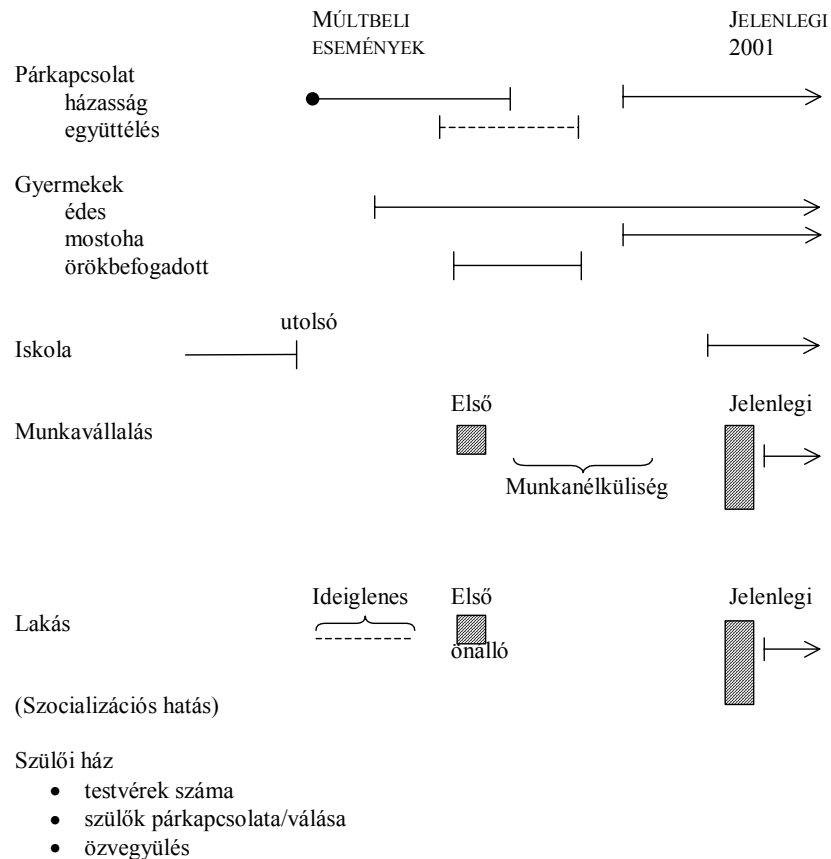 MÚLTBELI JELENLEGI
ESEMÉNYEK 2001
Párkapcsolat
házasság
együttélés
Gyermekek
édes
mostoha
örökbefogadott
utolsó
Iskola
Első Jelenlegi
Munkavállalás
Munkanélküliség
Ideiglenes Első Jelenlegi
Lakás
önálló
(Szocializációs hatás)
Szülői ház
• testvérek száma
• szülők párkapcsolata/válása
• özvegyülés